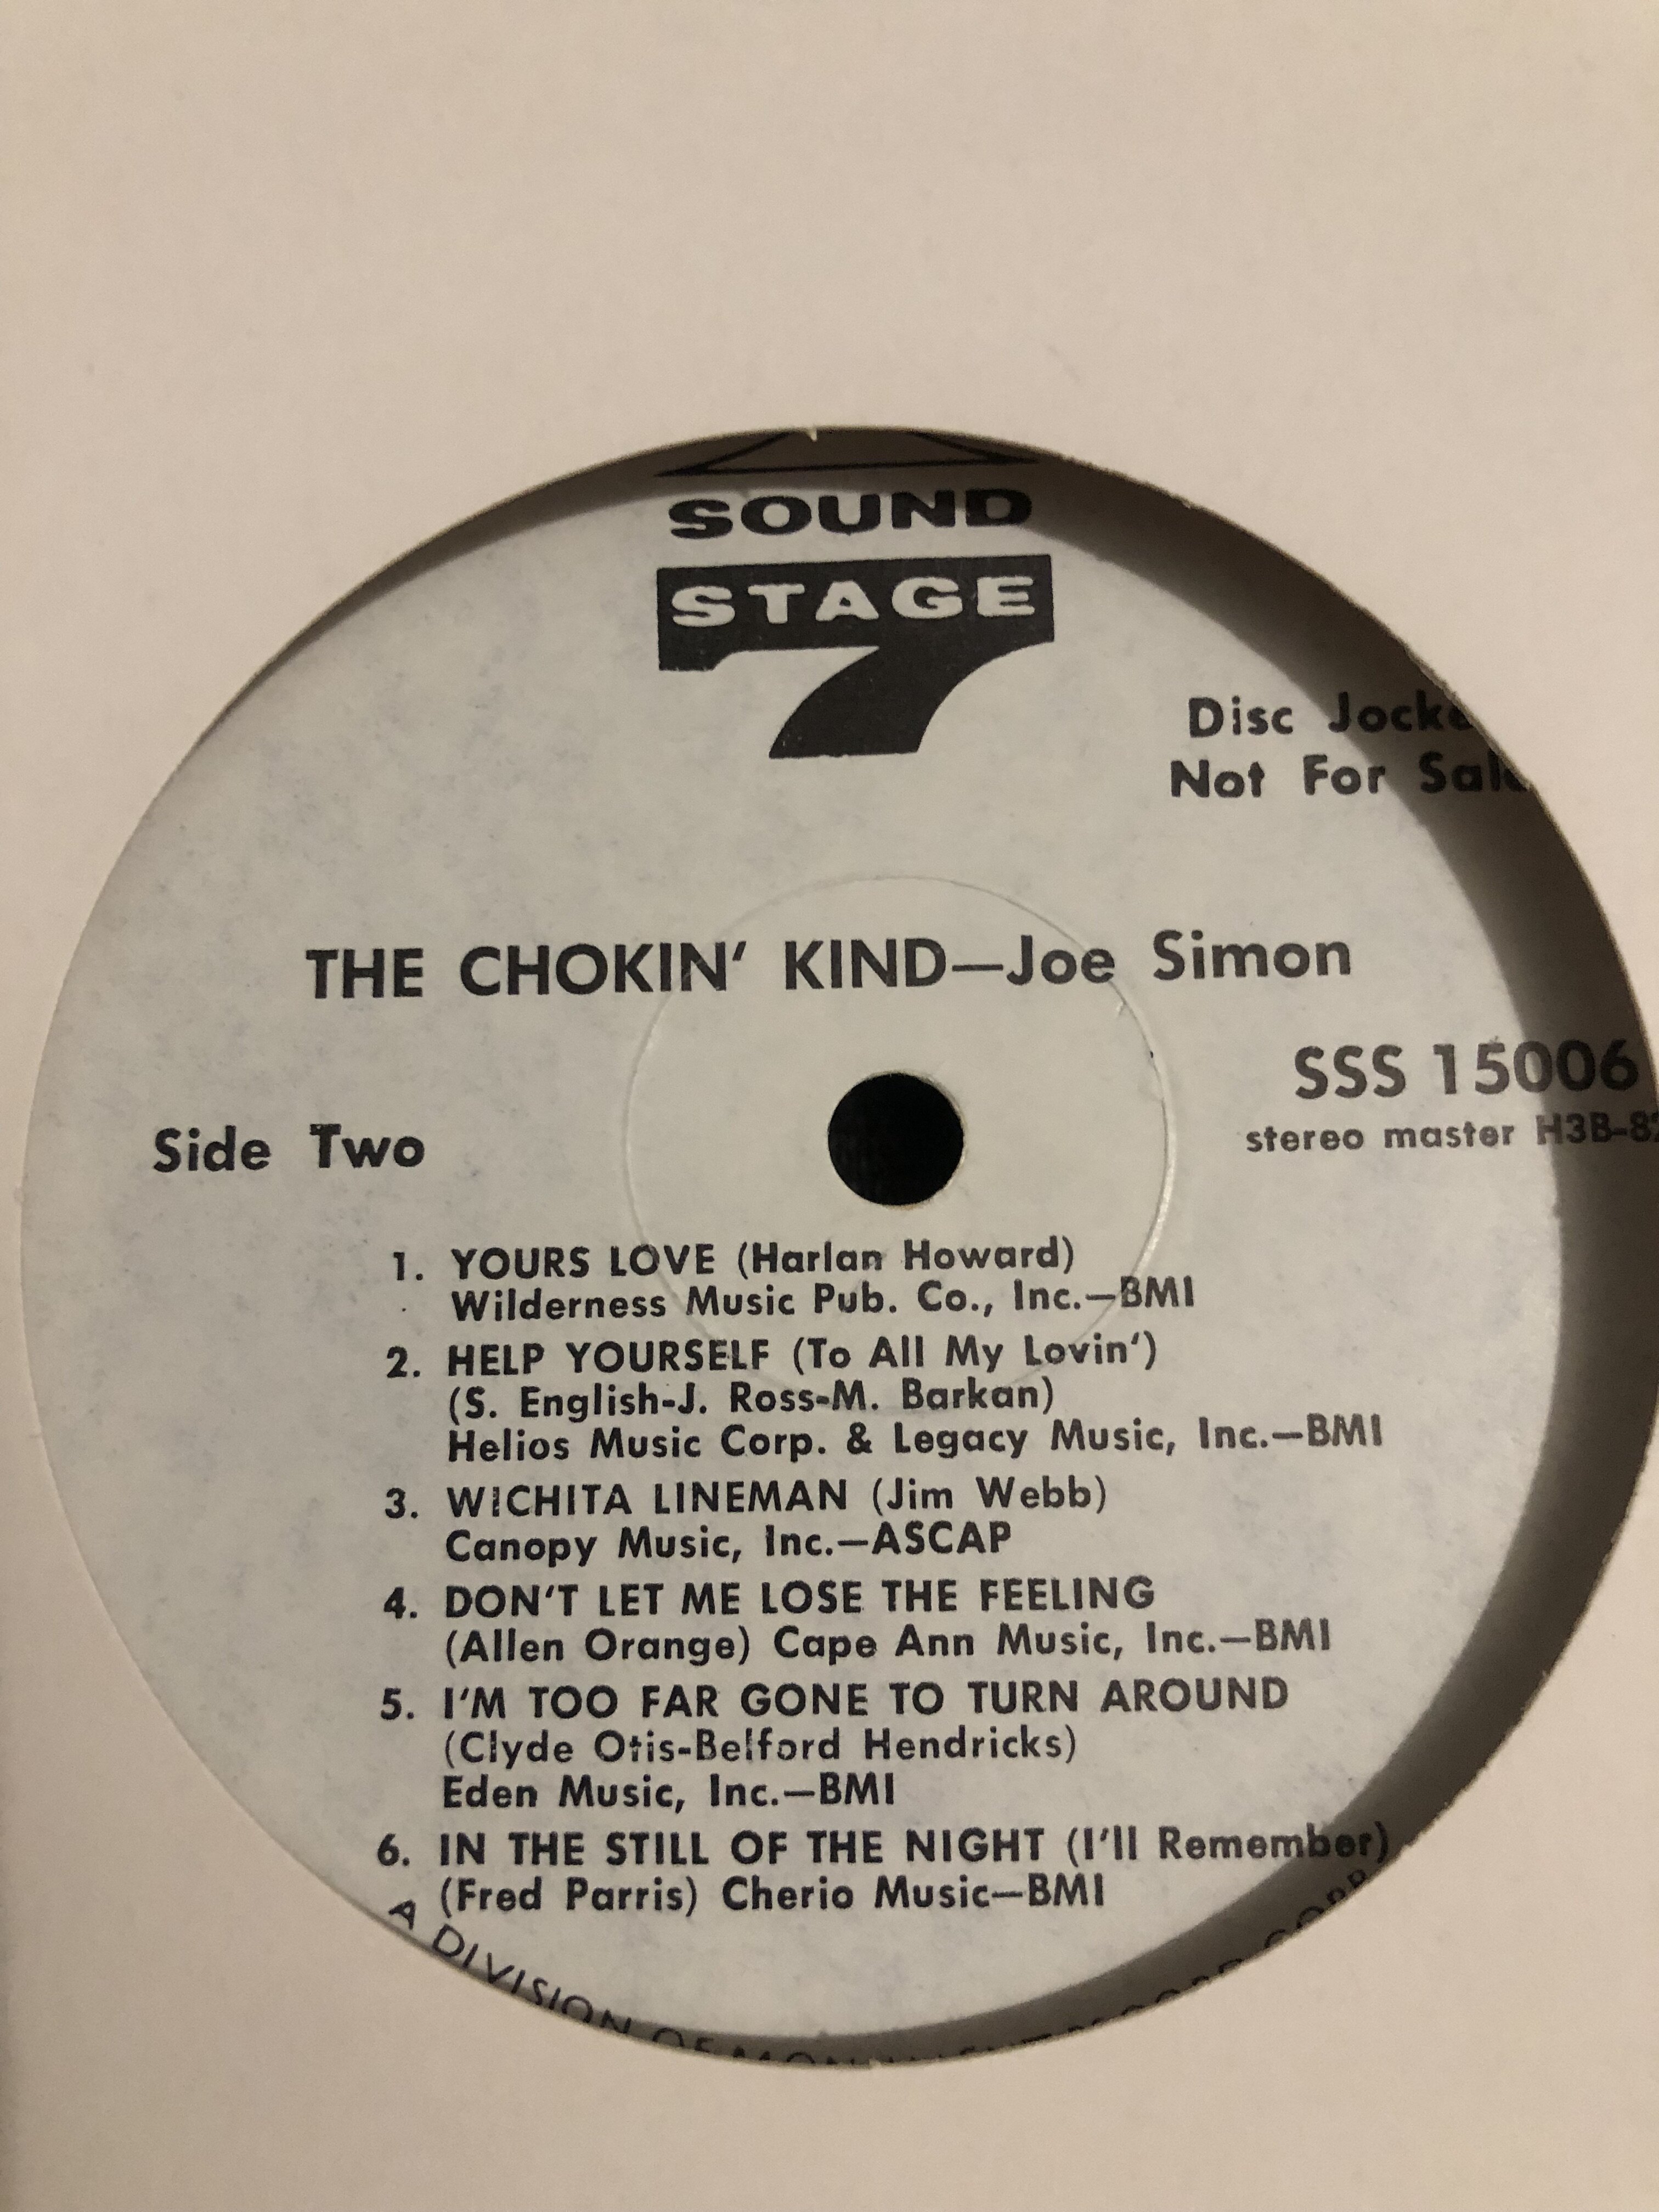 SOUND
STAGE
7
Disc
Not For
THE CHOKIN' KIND—Joe Simon
SSS 15006
stereo master
Side Two
1. YOURS LOVE (Harlan Howard)
Wilderness Music Pub. Co., Inc.—BMI
2. HELP YOURSELF (To All My Lovin')
(S. English-J. Ross-M. Barkan)
Helios Music Corp. & Legacy Music, Inc.—BMI
3. WICHITA LINEMAN (Jim Webb)
Canopy Music, Inc.—ASCAP
4. DON'T LET ME LOSE THE FEELING
(Allen Orange) Cape Ann Music, Inc.—BMI
5. I'M TOO FAR GONE TO TURN AROUND
(Clyde Otis-Belford Hendricks)
Eden Music, Inc.—BMI
6. IN THE STILL OF THE NIGHT (I'll Remember)
(Fred Parris) Cherio Music—BMI
A DIVISION OF